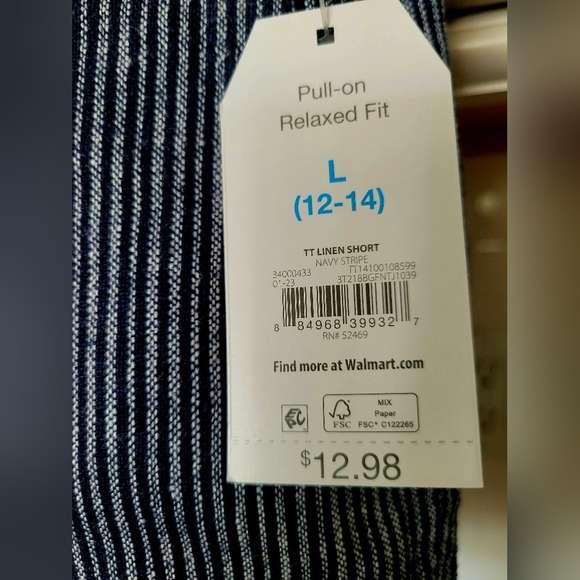 Pull-on
Relaxed Fit
L
(12-14)
TT LINEN SHORT
NAVY STRIPE
34000433 TT14100108599
01-23 3T218BGFNTJ1039
8 84968 39932 7
RN# 52469
Find more at Walmart.com
MIX
Paper
FSC FSC® C122265
$12.98